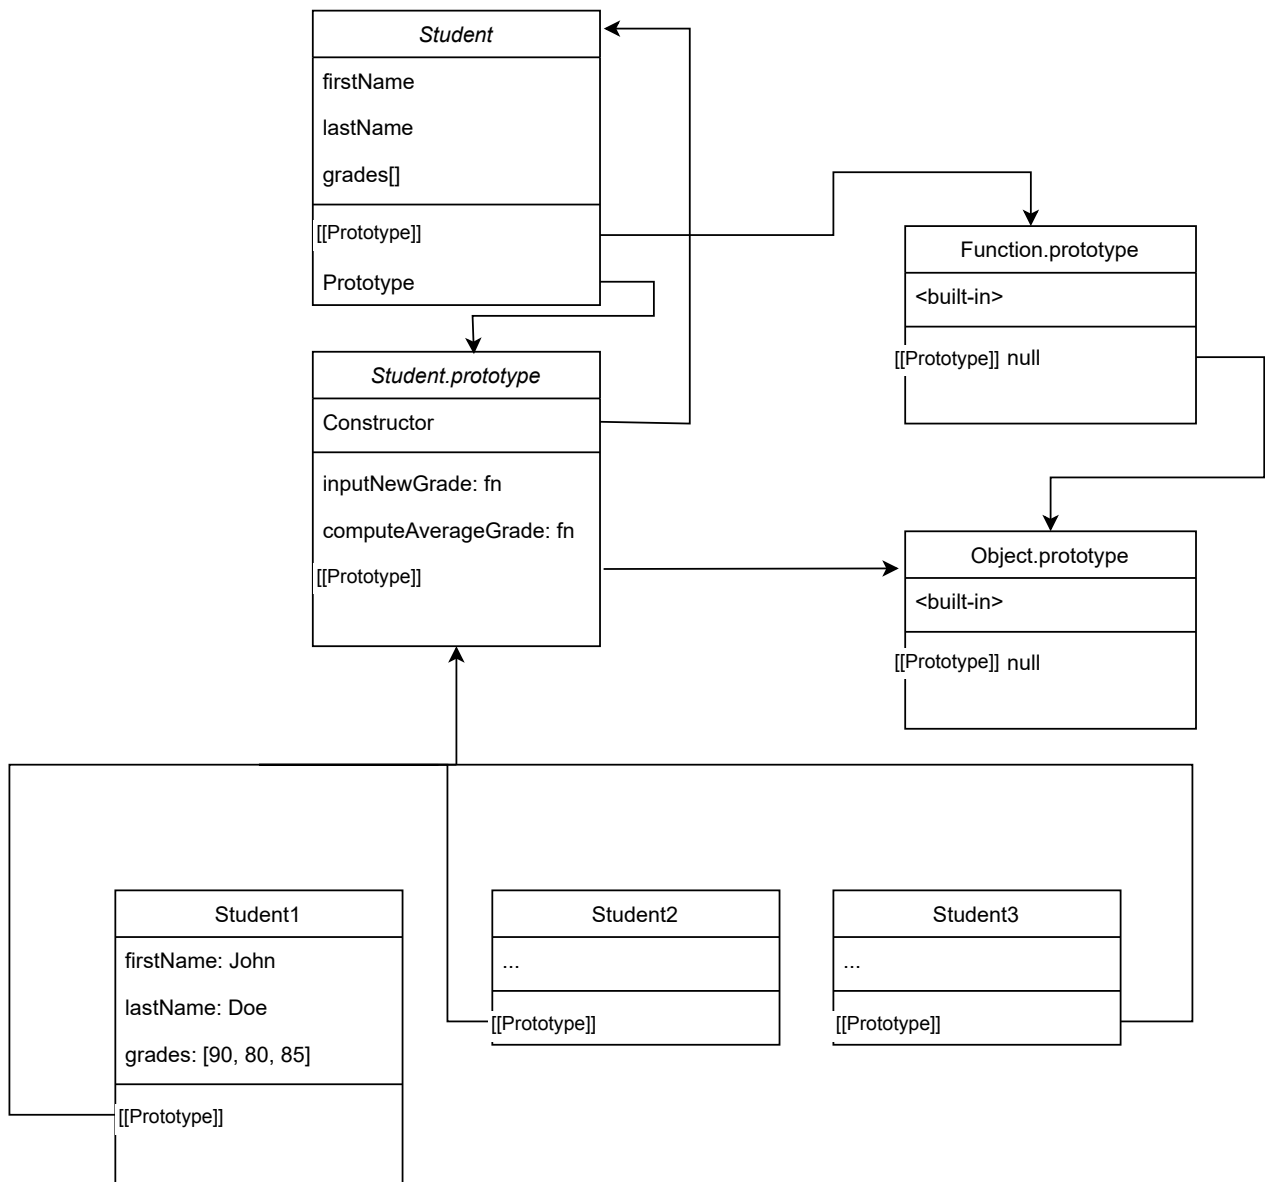 Student
firstName
lastName
grades[]
[[Prototype]]
Prototype
Function.prototype
<built-in>
[[Prototype]] null
Student.prototype
Constructor
inputNewGrade: fn
computeAverageGrade: fn
[[Prototype]]
Object.prototype
<built-in>
[[Prototype]] null
Student1
firstName: John
lastName: Doe
grades: [90, 80, 85]
[[Prototype]]
Student2
...
[[Prototype]]
Student3
...
[[Prototype]]